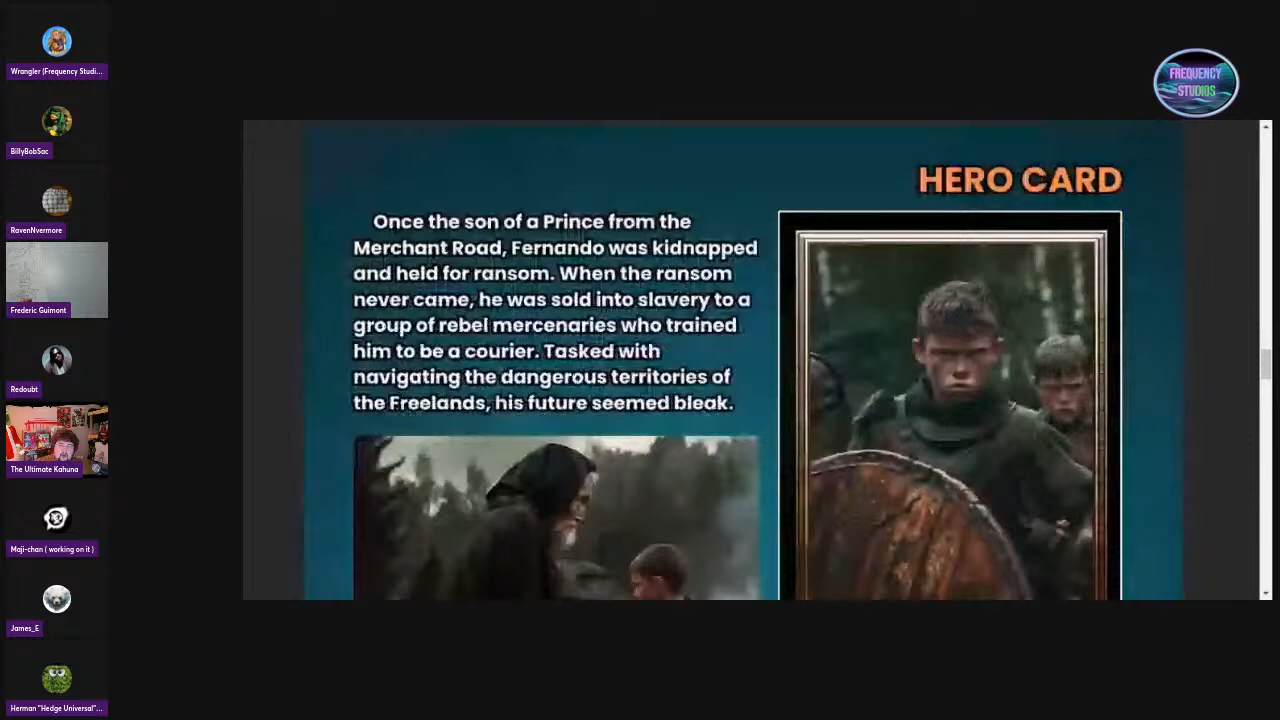 Wrangler (Frequency Studi...
BillyBobSac
RavenNvermore
Frederic Guimont
Redoubt
The Ultimate Kahuna
Maji-chan ( working on it )
James_E
Herman "Hedge Universal"...
FREQUENCY
STUDIOS
HERO CARD
Once the son of a Prince from the
Merchant Road, Fernando was kidnapped
and held for ransom. When the ransom
never came, he was sold into slavery to a
group of rebel mercenaries who trained
him to be a courier. Tasked with
navigating the dangerous territories of
the Freelands, his future seemed bleak.